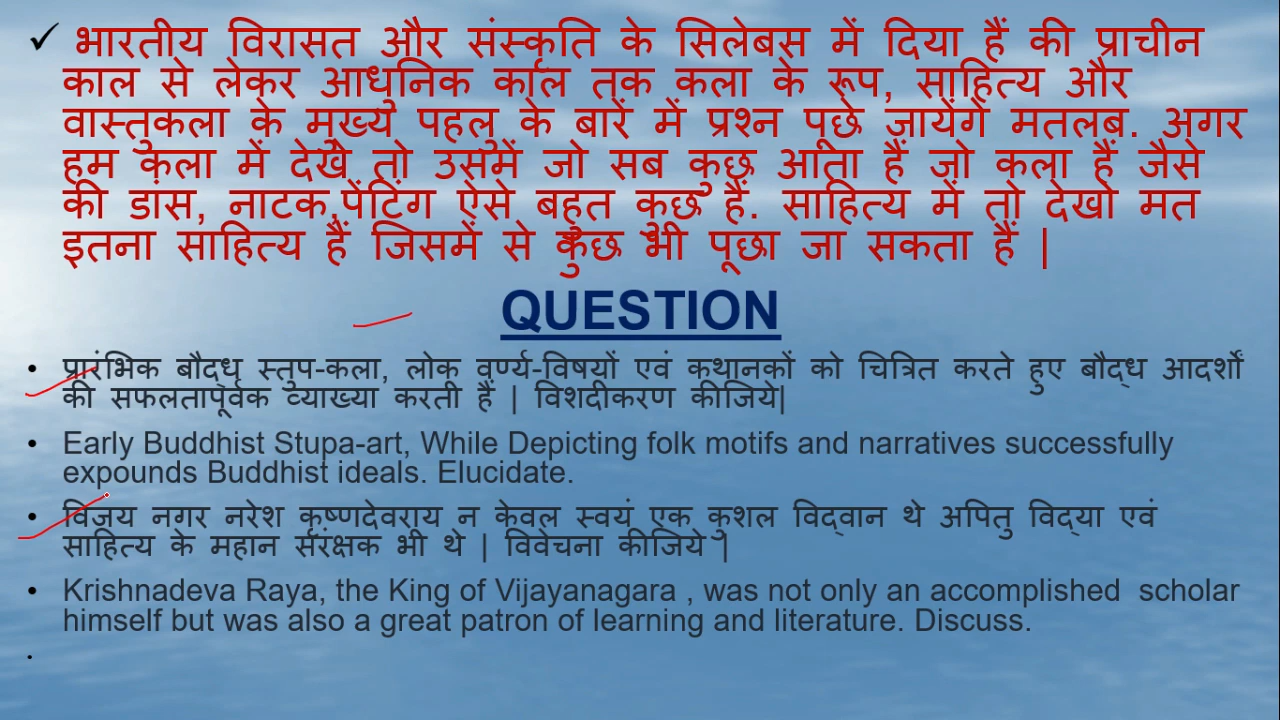 ✓ भारतीय विरासत और संस्कृति के सिलेबस में दिया हैं की प्राचीन
काल से लेकर आधुनिक काल तक कला के रूप, साहित्य और
वास्तुकला के मुख्य पहलु के बारें में प्रश्न पूछे जायेंगे मतलब. अगर
हम कला में देखें तो उसमें जो सब कुछ आता हैं जो कला हैं जैसे
की डांस, नाटक,पेंटिंग ऐसे बहुत कुछ हैं. साहित्य में तो देखो मत
इतना साहित्य हैं जिसमें से कुछ भी पूछा जा सकता हैं |
QUESTION
• प्रारंभिक बौद्ध स्तुप-कला, लोक वर्ण्य-विषयों एवं कथानकों को चित्रित करते हुए बौद्ध आदर्शों
की सफलतापूर्वक व्याख्या करती हैं | विशदीकरण कीजिये|
• Early Buddhist Stupa-art, While Depicting folk motifs and narratives successfully
expounds Buddhist ideals. Elucidate.
• विजय नगर नरेश कृष्णदेवराय न केवल स्वयं एक कुशल विद्वान थे अपितु विद्या एवं
साहित्य के महान संरंक्षक भी थे | विवेचना कीजिये |
• Krishnadeva Raya, the King of Vijayanagara , was not only an accomplished scholar
himself but was also a great patron of learning and literature. Discuss.
•